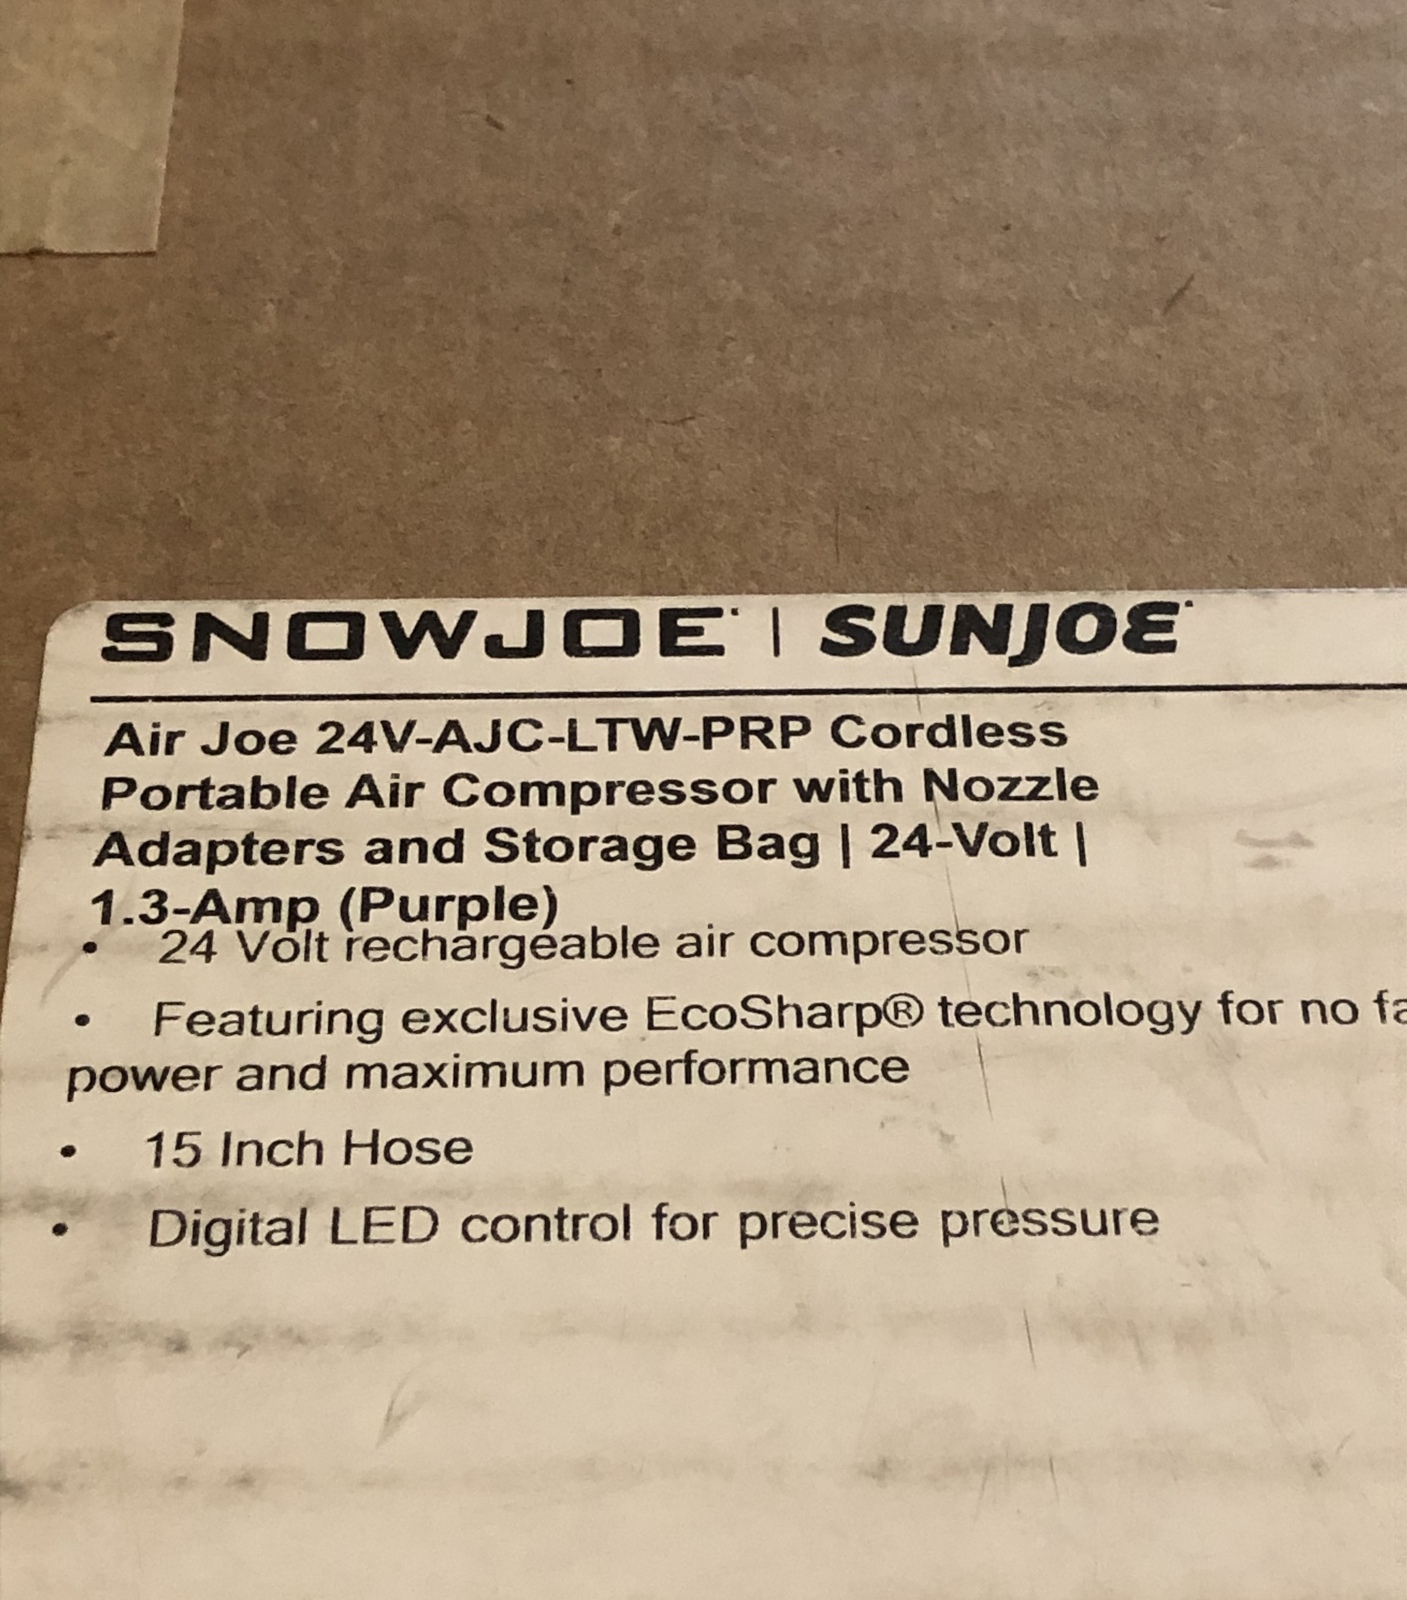 SNOWJOE | SUNJOE
Air Joe 24V-AJC-LTW-PRP Cordless
Portable Air Compressor with Nozzle
Adapters and Storage Bag | 24-Volt |
1.3-Amp (Purple)
• 24 Volt rechargeable air compressor
• Featuring exclusive EcoSharp® technology for no
power and maximum performance
• 15 Inch Hose
• Digital LED control for precise pressure